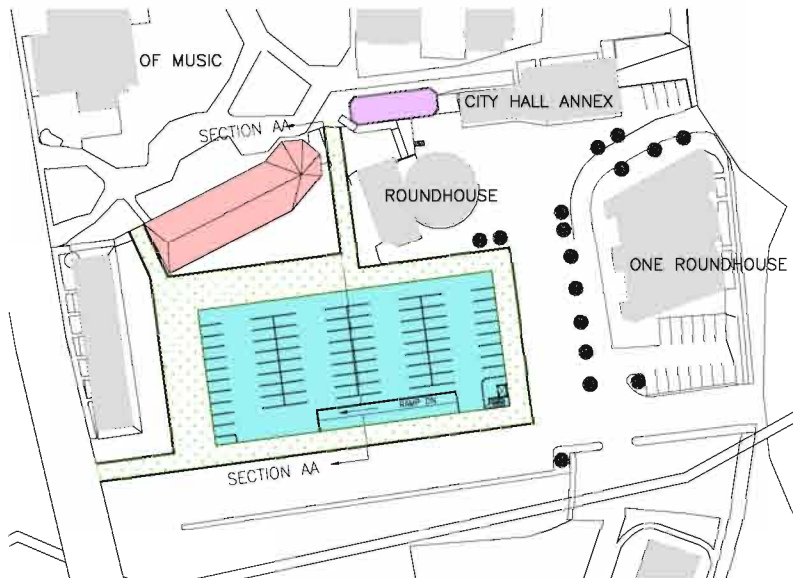 OF MUSIC
CITY HALL ANNEX
SECTION AA
ROUNDHOUSE
ONE ROUNDHOUSE
RAMP DN
SECTION AA